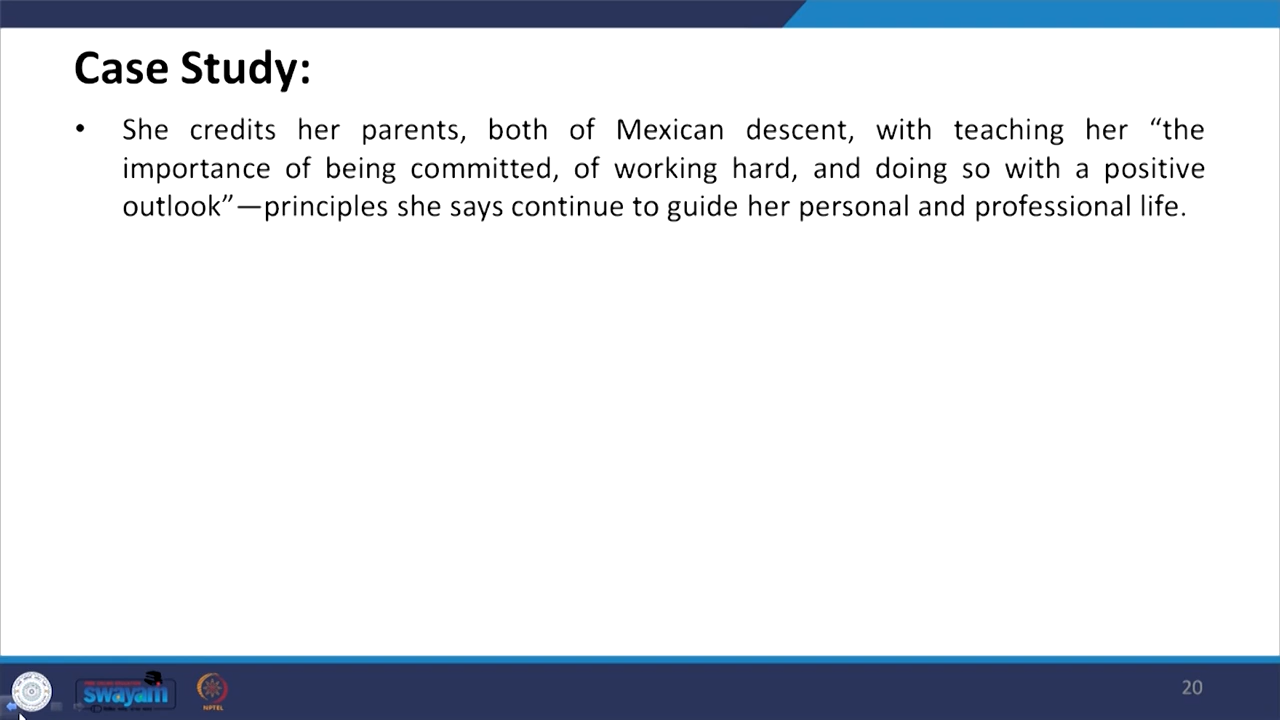 Case Study:
• She credits her parents, both of Mexican descent, with teaching her “the
importance of being committed, of working hard, and doing so with a positive
outlook”—principles she says continue to guide her personal and professional life.
swayam
NPTEL
20